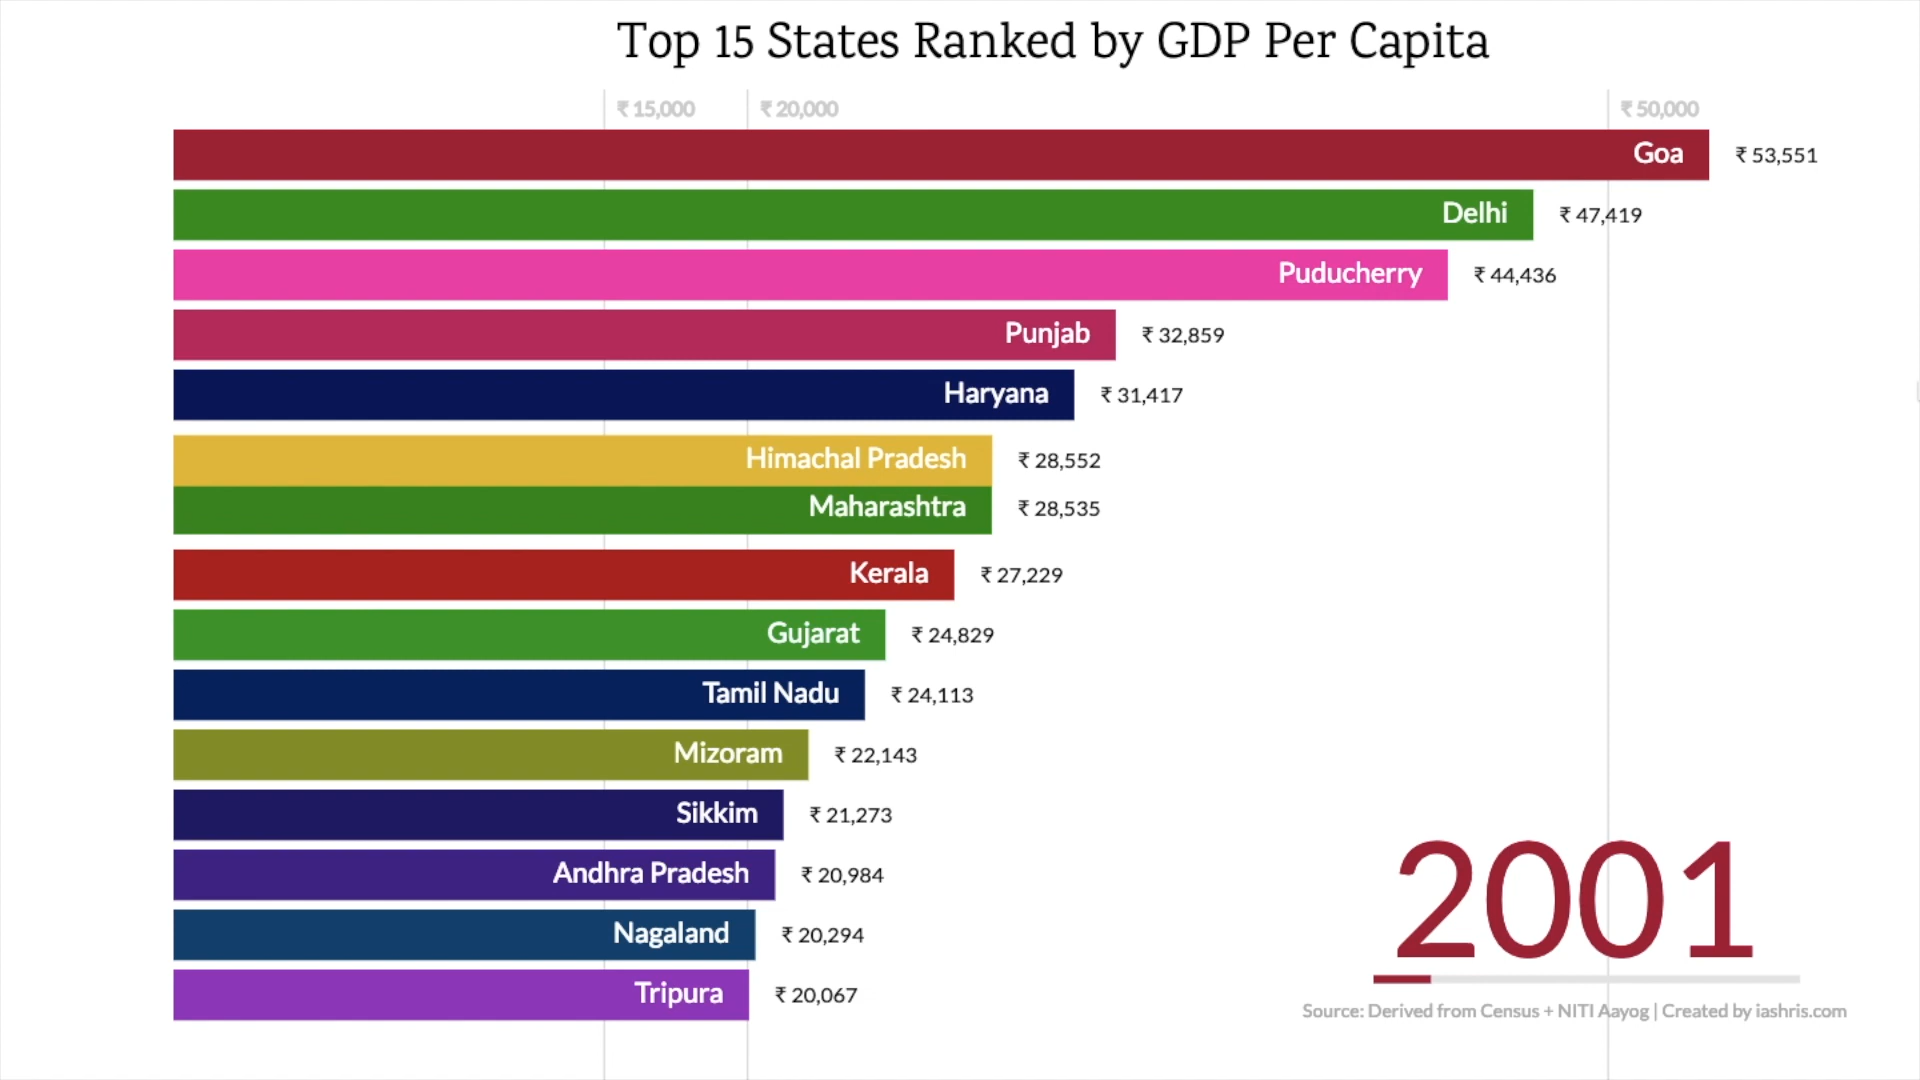 Top 15 States Ranked by GDP Per Capita
₹ 15,000 ₹ 20,000 ₹ 50,000
Goa ₹ 53,551
Delhi ₹ 47,419
Puducherry ₹ 44,436
Punjab ₹ 32,859
Haryana ₹ 31,417
Himachal Pradesh ₹ 28,552
Maharashtra ₹ 28,535
Kerala ₹ 27,229
Gujarat ₹ 24,829
Tamil Nadu ₹ 24,113
Mizoram ₹ 22,143
Sikkim ₹ 21,273
Andhra Pradesh ₹ 20,984
Nagaland ₹ 20,294
Tripura ₹ 20,067
2001
Source: Derived from Census + NITI Aayog | Created by iashris.com